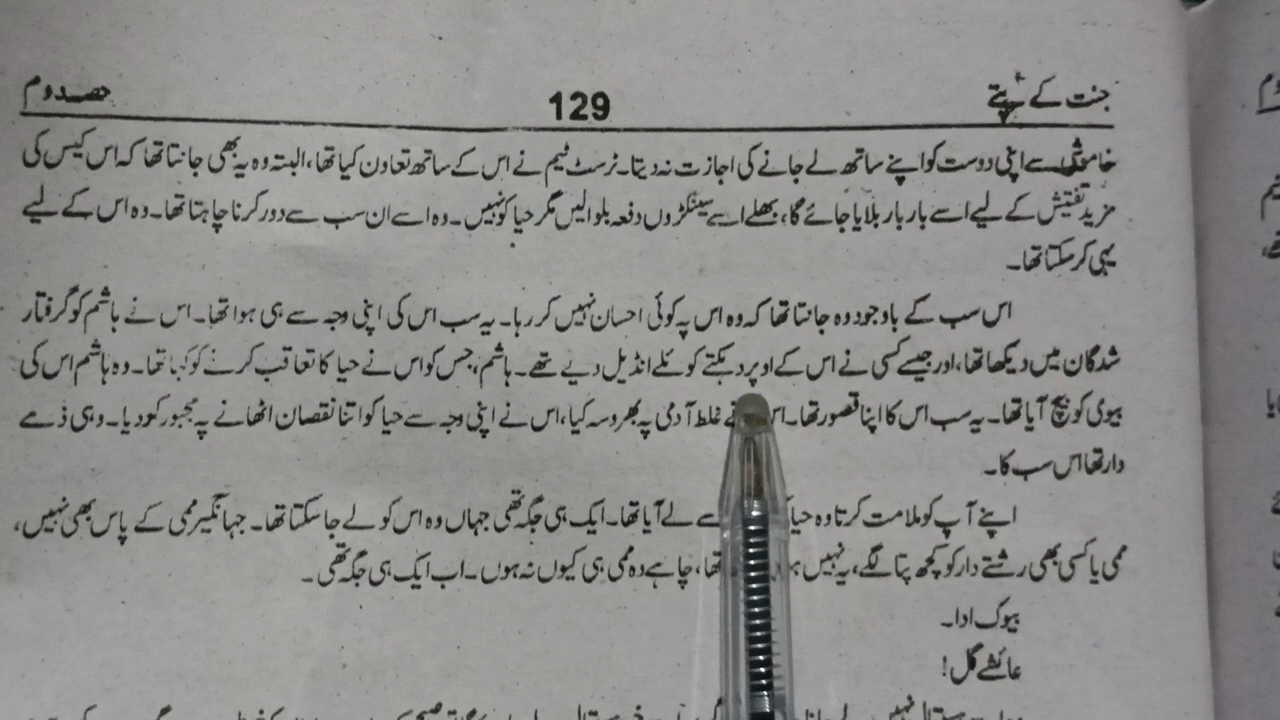 جنت کے پتے 129 حصہ دوم
خاموشی سے اپنی دوست کو اپنے ساتھ لے جانے کی اجازت نہ دیتا۔ ٹرسٹ ٹیم نے اس کے ساتھ تعاون کیا تھا، البتہ وہ یہ بھی جانتا تھا کہ اس کیس کی
مزید تفتیش کے لیے اسے بار بار بلایا جائے گا، بھلے اسے سینکڑوں دفعہ بلوا لیں مگر حیا کو نہیں۔ وہ اسے ان سب سے دور کرنا چاہتا تھا۔ وہ اس کے لیے
یہی کر سکتا تھا۔
اس سب کے باوجود وہ جانتا تھا کہ وہ اس پہ کوئی احسان نہیں کر رہا۔ یہ سب اس کی اپنی وجہ سے ہی ہوا تھا۔ اس نے ہاشم کو گرفتار
شدگان میں دیکھا تھا، اور جیسے کسی نے اس کے اوپر دہکتے کوئلے انڈیل دیے تھے۔ ہاشم، جس کو اس نے حیا کا تعاقب کرنے کو کہا تھا۔ وہ ہاشم اس کی
بیوی کو بیچ آیا تھا۔ یہ سب اس کا اپنا قصور تھا۔ نے غلط آدمی پہ بھروسہ کیا، اس نے اپنی وجہ سے حیا کو اتنا نقصان اٹھانے پہ مجبور کر دیا۔ وہی ذمے
دار تھا اس سب کا۔
اپنے آپ کو ملامت کرتا وہ حیا سے لے آیا تھا۔ ایک ہی جگہ تھی جہاں وہ اس کو لے جا سکتا تھا۔ جہانگیر ممی کے پاس بھی نہیں،
ممی یا کسی بھی رشتے دار کو کچھ پتا لگے، یہ نہیں تھا، چاہے وہ ممی ہی کیوں نہ ہوں۔ اب ایک ہی جگہ تھی۔
بیوک ادا۔
عائشے گل!